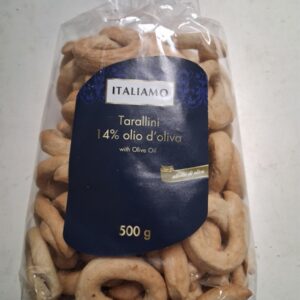 ITALIAMO
Tarallini
14% olio d'oliva
with Olive Oil
500 g